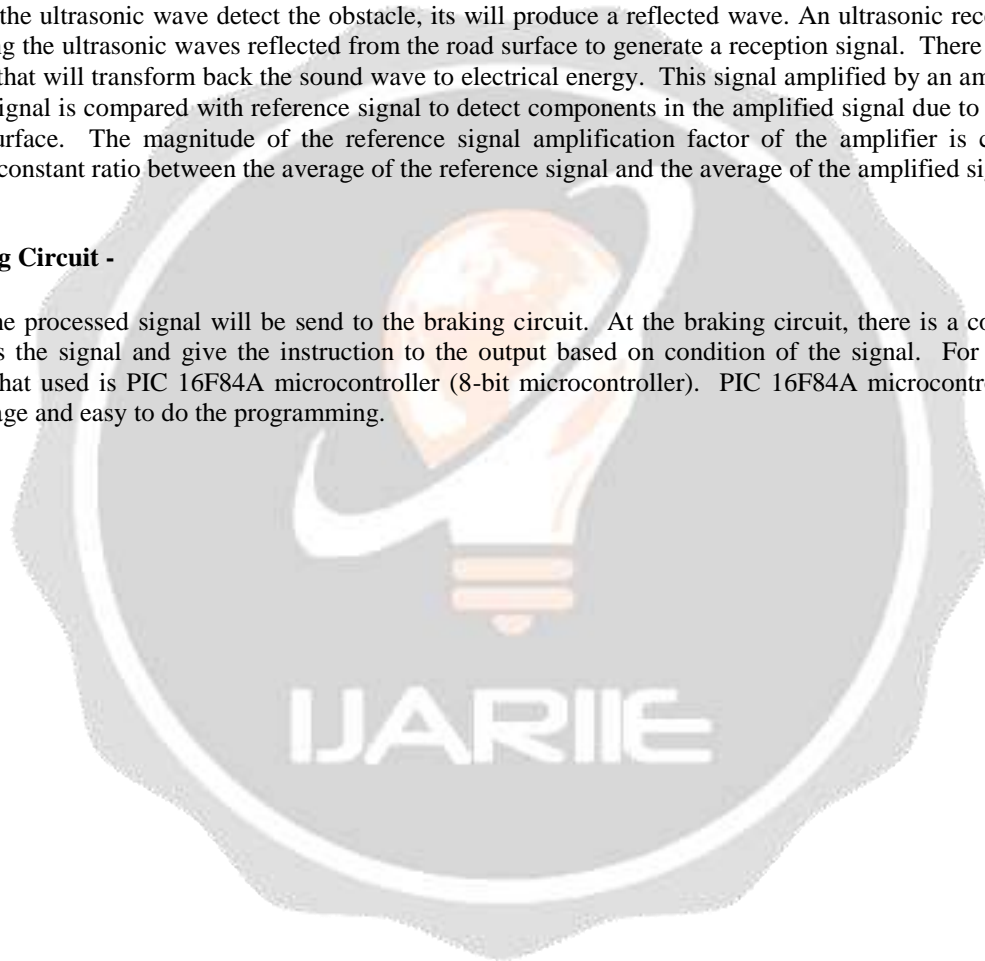 the ultrasonic wave detect the obstacle, its will produce a reflected wave. An ultrasonic
g the ultrasonic waves reflected from the road surface to generate a reception signal. There
that will transform back the sound wave to electrical energy. This signal amplified by an
ignal is compared with reference signal to detect components in the amplified signal due to
urface. The magnitude of the reference signal amplification factor of the amplifier is
constant ratio between the average of the reference signal and the average of the amplified
g Circuit -
e processed signal will be send to the braking circuit. At the braking circuit, there is a
s the signal and give the instruction to the output based on condition of the signal. For
hat used is PIC 16F84A microcontroller (8-bit microcontroller). PIC 16F84A
ge and easy to do the programming.
IJARIIE